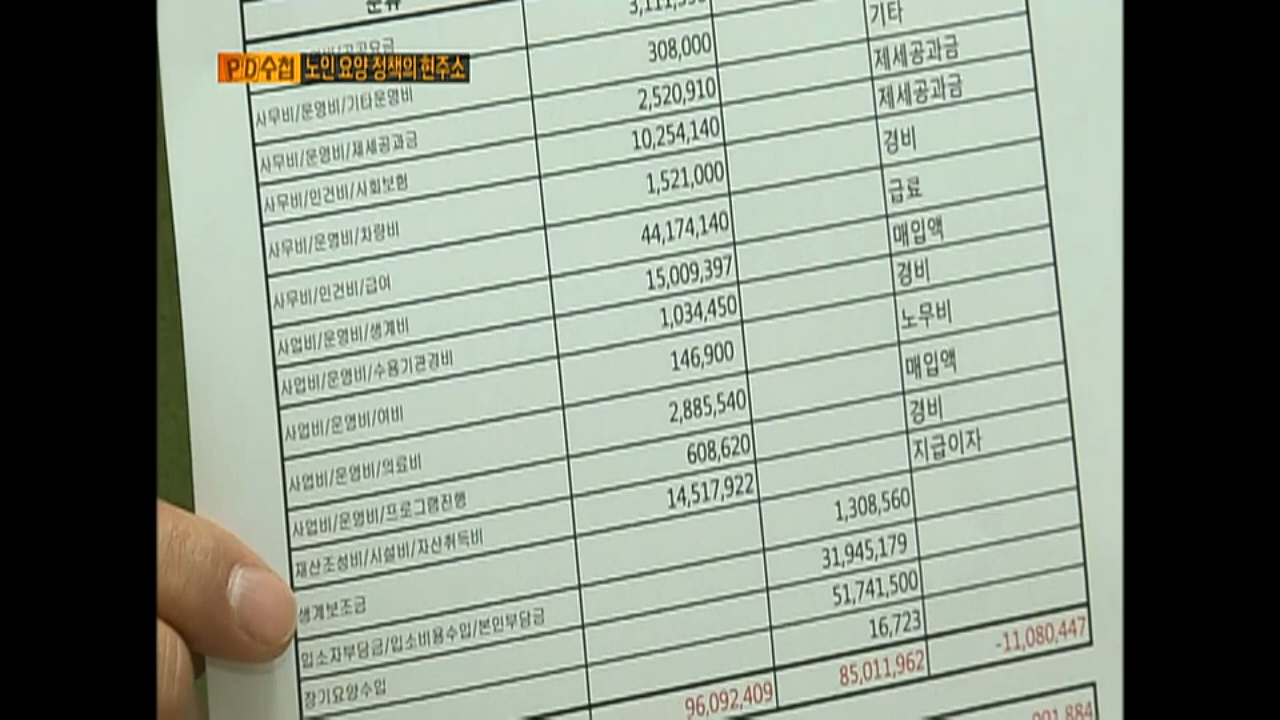 분류
PD수첩 노인 요양 정책의 현주소
사무비/운영비/기타운영비 308,000 기타
사무비/운영비/제세공과금 2,520,910 제세공과금
사무비/인건비/사회보험 10,254,140 제세공과금
사무비/운영비/차량비 1,521,000 경비
사무비/인건비/급여 44,174,140 급료
사업비/운영비/생계비 15,009,397 매입액
사업비/운영비/수용기관경비 1,034,450 경비
사업비/운영비/여비 146,900 노무비
사업비/운영비/의료비 2,885,540 매입액
사업비/운영비/프로그램진행 608,620 경비
재산조성비/시설비/자산취득비 14,517,922 지급이자
생계보조금 1,308,560
입소자부담금/입소비용수입/본인부담금 31,945,179
장기요양수입 51,741,500
16,723
96,092,409 85,011,962 -11,080,447